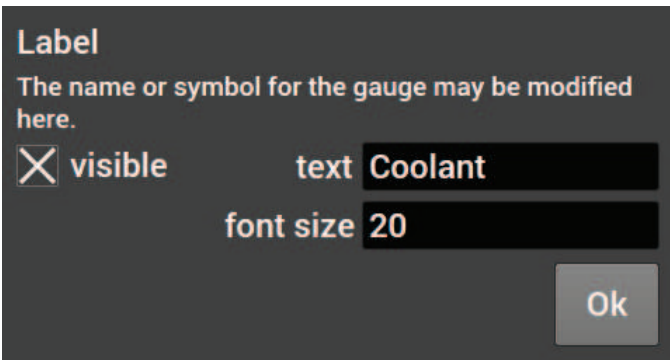 Label
The name or symbol for the gauge may be modified
here.
visible text Coolant
font size 20
Ok